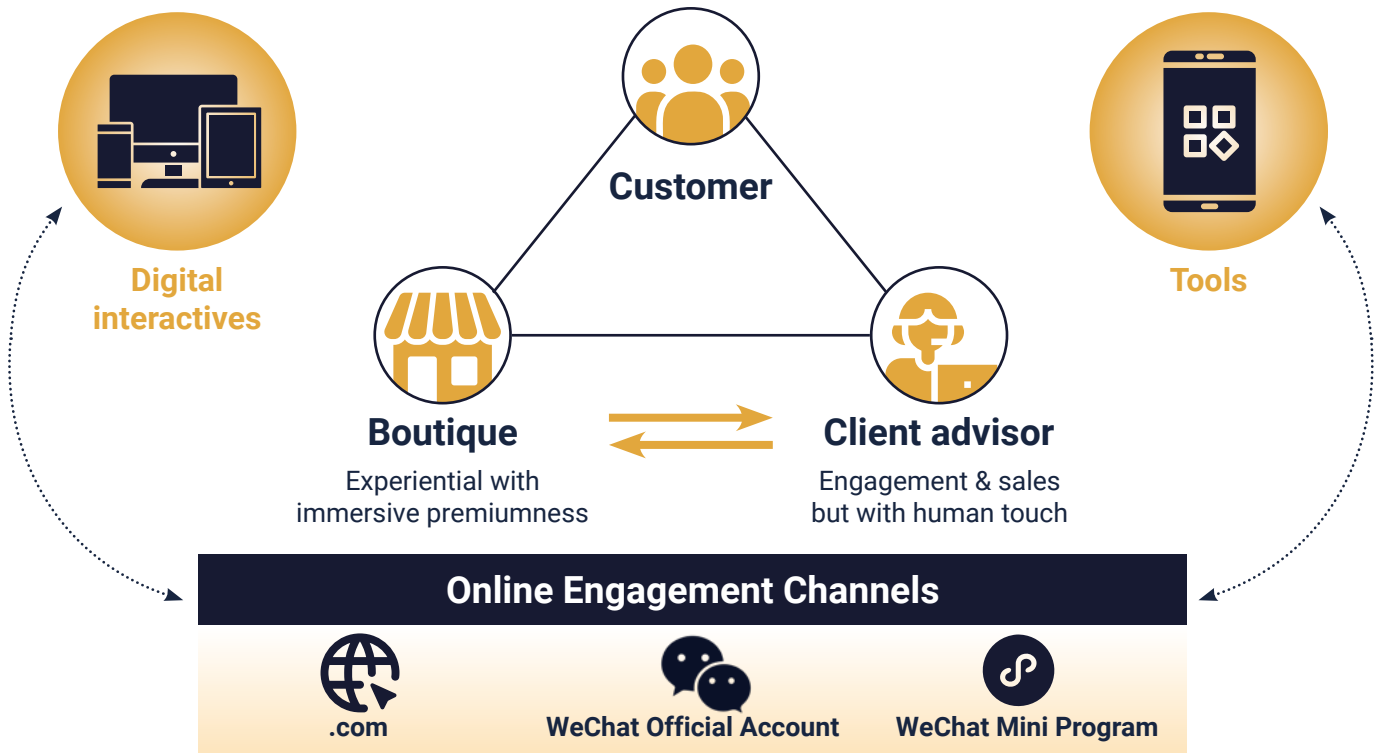 Customer
Digital
interactives
Tools
Boutique
Experiential with
immersive premiumness
Client advisor
Engagement & sales
but with human touch
Online Engagement Channels
.com
WeChat Official Account
WeChat Mini Program